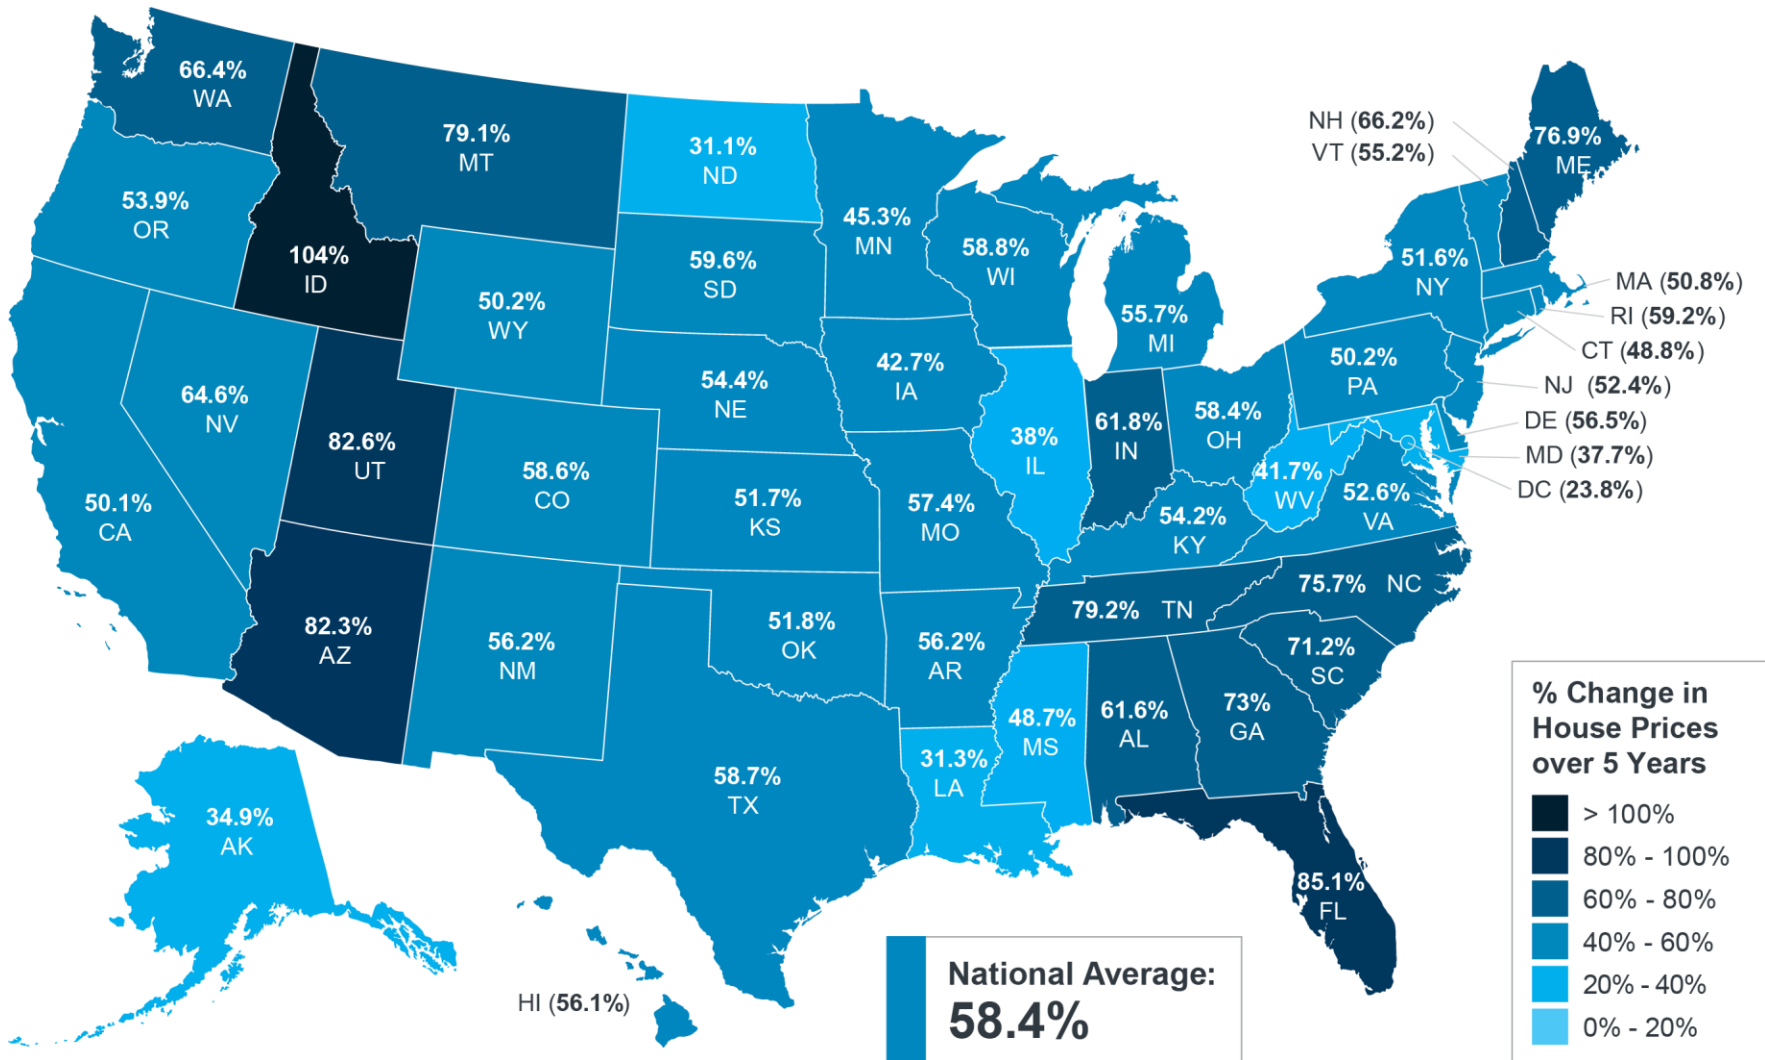 66.4%
WA
79.1%
MT
31.1%
ND
NH (66.2%)
VT (55.2%)
76.9%
ME
53.9%
OR
104%
ID
45.3%
MN
58.8%
WI
51.6%
NY
59.6%
SD
50.2%
WY
55.7%
MI
MA (50.8%)
RI (59.2%)
CT (48.8%)
NJ (52.4%)
DE (56.5%)
MD (37.7%)
DC (23.8%)
50.2%
PA
42.7%
IA
54.4%
NE
64.6%
NV
82.6%
UT
58.6%
CO
38%
IL
61.8%
IN
58.4%
OH
41.7%
WV
52.6%
VA
50.1%
CA
51.7%
KS
57.4%
MO
54.2%
KY
75.7% NC
79.2% TN
82.3%
AZ
56.2%
NM
51.8%
OK
56.2%
AR
71.2%
SC
48.7%
MS
61.6%
AL
73%
GA
31.3%
LA
58.7%
TX
34.9%
AK
85.1%
FL
HI (56.1%)
National Average:
58.4%
% Change in
House Prices
over 5 Years
> 100%
80% - 100%
60% - 80%
40% - 60%
20% - 40%
0% - 20%